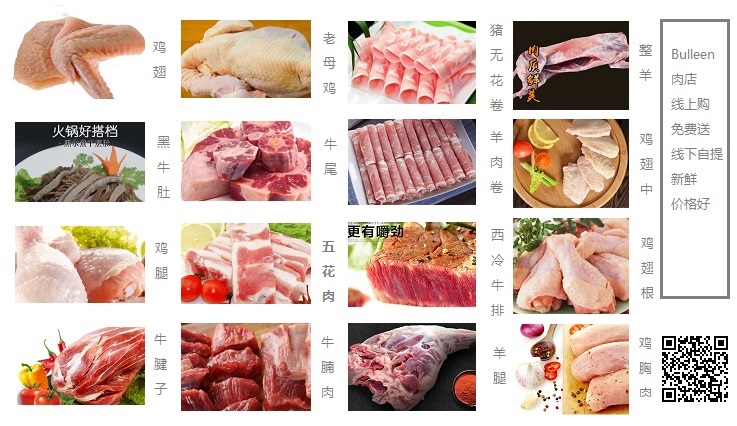 鸡翅
老母鸡
猪无花卷
肉质鲜美
整羊
火锅好搭档
黑牛肚
牛尾
羊肉卷
鸡翅中
鸡腿
五花肉
更有嚼劲
西冷牛排
鸡翅根
牛腱子
牛腩肉
羊腿
鸡胸肉
Bulleen
肉店
线上购
免费送
线下自提
新鲜
价格好